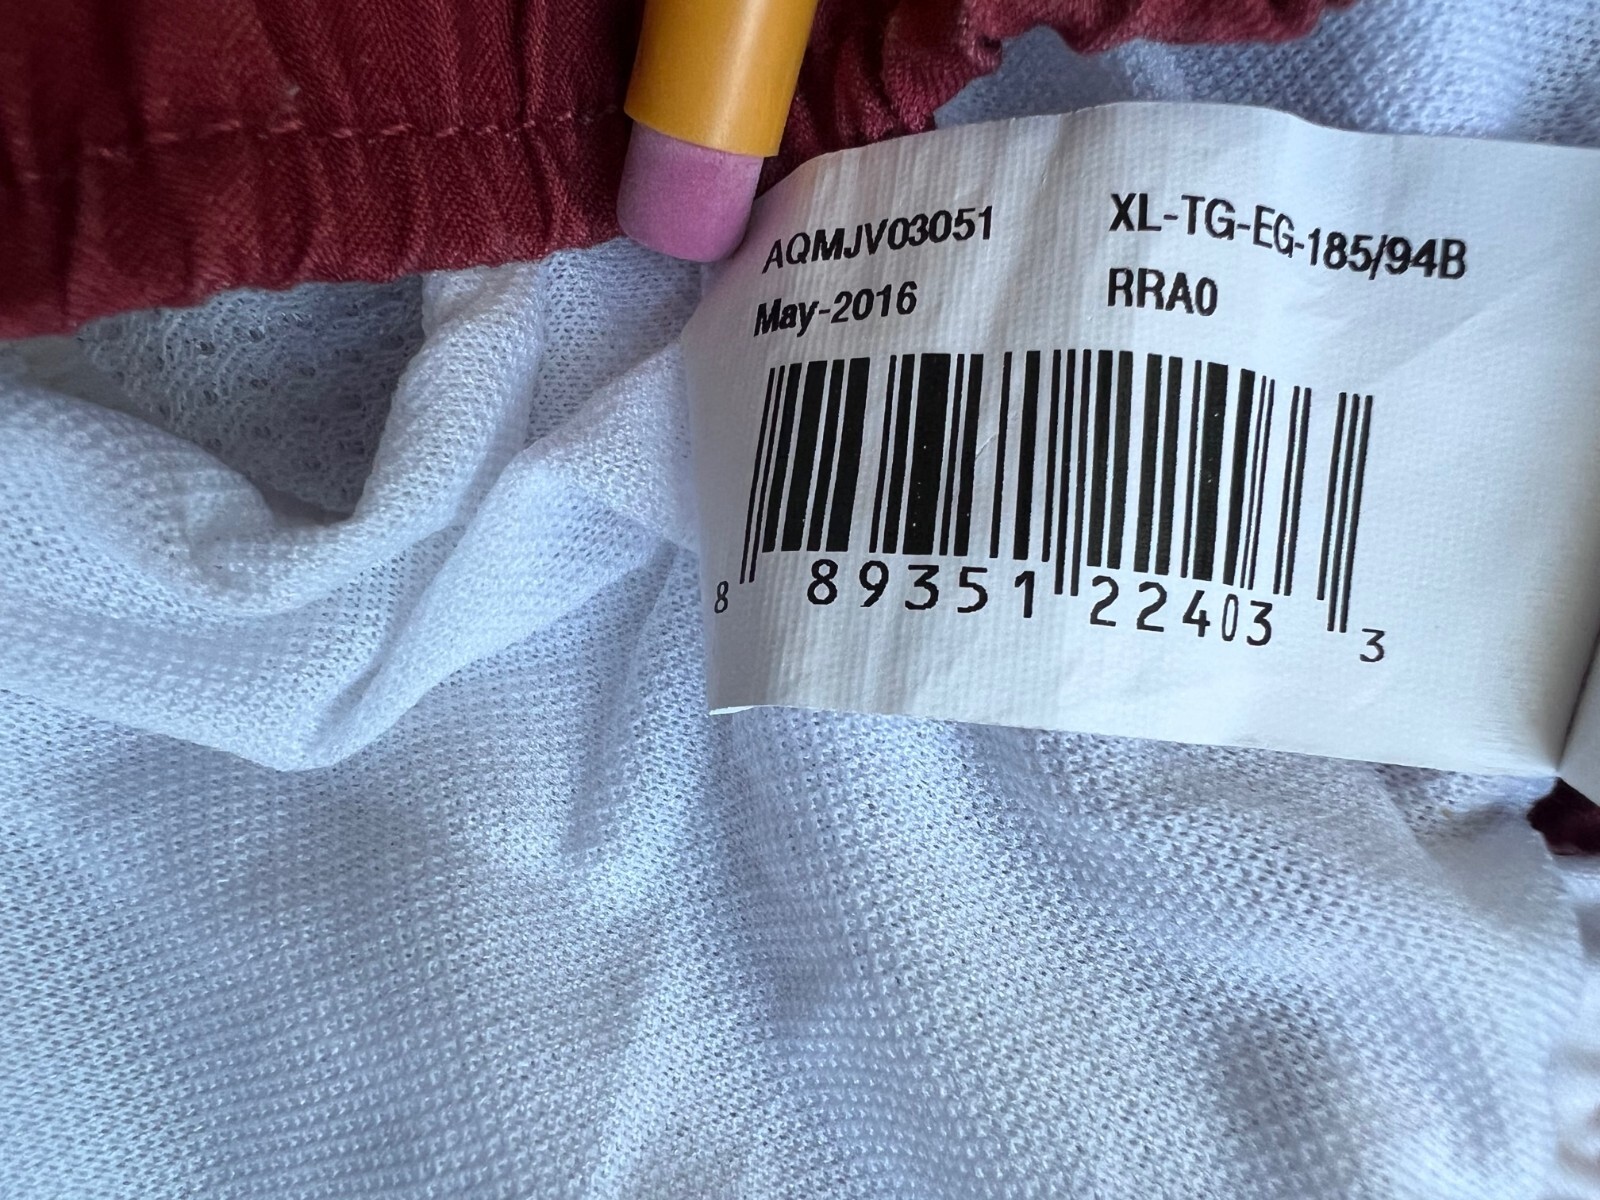 AQMJV03051 XL-TG-EG-185/94B
May-2016 RRA0
8 89351 22403 3